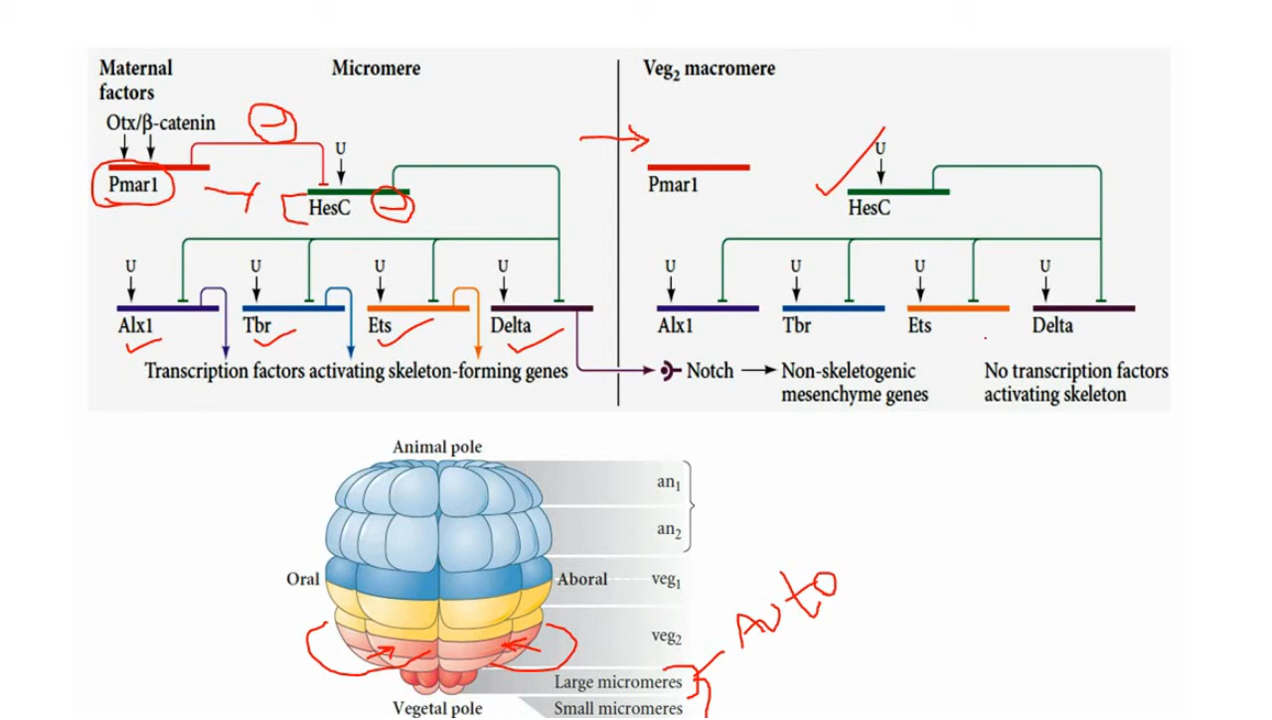 Maternal
factors
Micromere
Veg₂ macromere
Otx/β-catenin
U
U
Pmar1
HesC
Pmar1
HesC
U
U
U
U
U
U
U
U
Alx1
Tbr
Ets
Delta
Alx1
Tbr
Ets
Delta
Transcription factors activating skeleton-forming genes
Notch
Non-skeletogenic
mesenchyme genes
No transcription factors
activating skeleton
Animal pole
an₁
an₂
Oral
Aboral
veg₁
Auto
veg₂
Large micromeres
Vegetal pole
Small micromeres